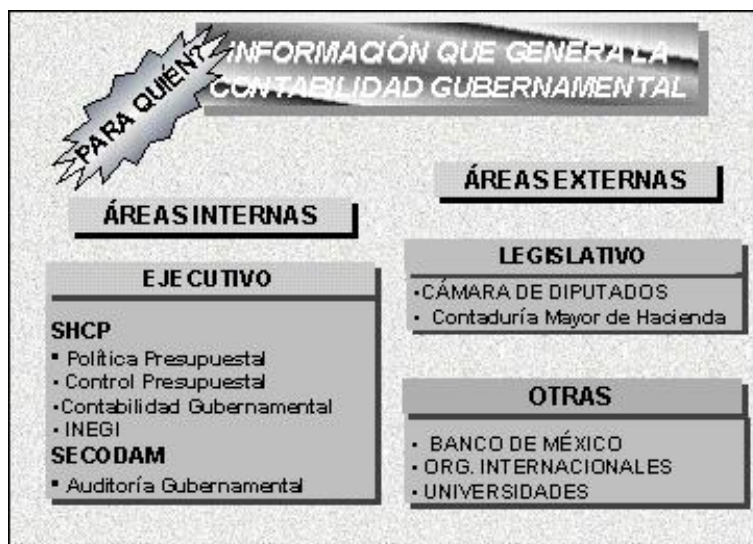 ¿PARA QUIÉN?
INFORMACIÓN QUE GENERA LA
CONTABILIDAD GUBERNAMENTAL
ÁREAS INTERNAS
EJECUTIVO
SHCP
▪ Política Presupuestal
· Control Presupuestal
·Contabilidad Gubernamental
· INEGI
SECODAM
▪ Auditoría Gubernamental
ÁREAS EXTERNAS
LEGISLATIVO
·CÁMARA DE DIPUTADOS
· Contaduría Mayor de Hacienda
OTRAS
· BANCO DE MÉXICO
· ORG. INTERNACIONALES
· UNIVERSIDADES